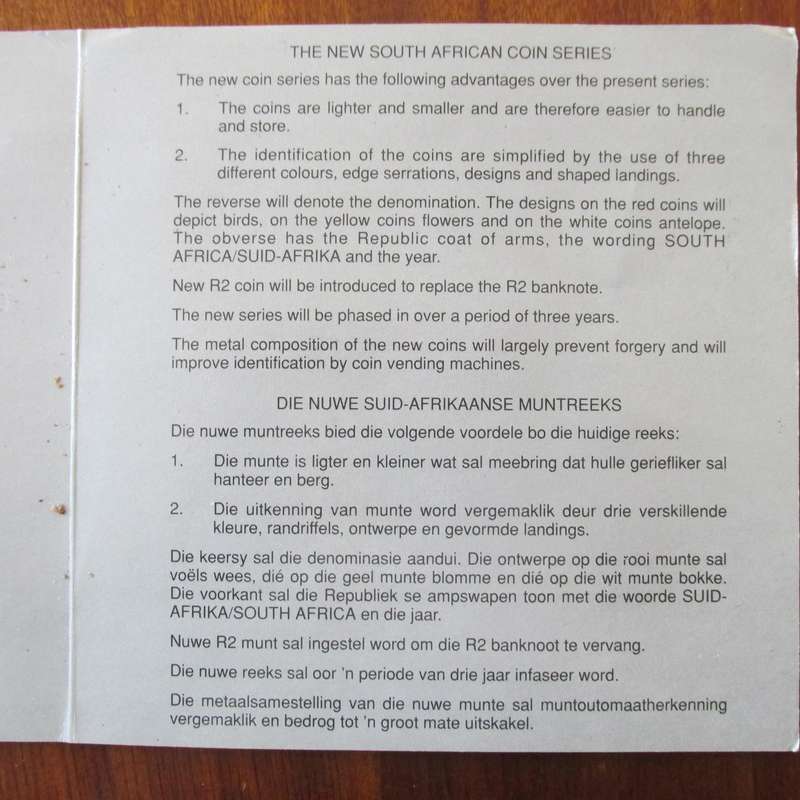 THE NEW SOUTH AFRICAN COIN SERIES
The new coin series has the following advantages over the present series:
1. The coins are lighter and smaller and are therefore easier to handle
and store.
2. The identification of the coins are simplified by the use of three
different colours, edge serrations, designs and shaped landings.
The reverse will denote the denomination. The designs on the red coins will
depict birds, on the yellow coins flowers and on the white coins antelope.
The obverse has the Republic coat of arms, the wording SOUTH
AFRICA/SUID-AFRIKA and the year.
New R2 coin will be introduced to replace the R2 banknote.
The new series will be phased in over a period of three years.
The metal composition of the new coins will largely prevent forgery and will
improve identification by coin vending machines.
DIE NUWE SUID-AFRIKAANSE MUNTREEKS
Die nuwe muntreeks bied die volgende voordele bo die huidige reeks:
1. Die munte is ligter en kleiner wat sal meebring dat hulle geriefliker sal
hanteer en berg.
2. Die uitkenning van munte word vergemaklik deur drie verskillende
kleure, randriffels, ontwerpe en gevormde landings.
Die keersy sal die denominasie aandui. Die ontwerpe op die rooi munte sal
voëls wees, dié op die geel munte blomme en dié op die wit munte bokke.
Die voorkant sal die Republiek se ampswapen toon met die woorde SUID-
AFRIKA/SOUTH AFRICA en die jaar.
Nuwe R2 munt sal ingestel word om die R2 banknoot te vervang.
Die nuwe reeks sal oor 'n periode van drie jaar infaseer word.
Die metaalsamestelling van die nuwe munte sal muntoutomaatherkenning
vergemaklik en bedrog tot 'n groot mate uitskakel.